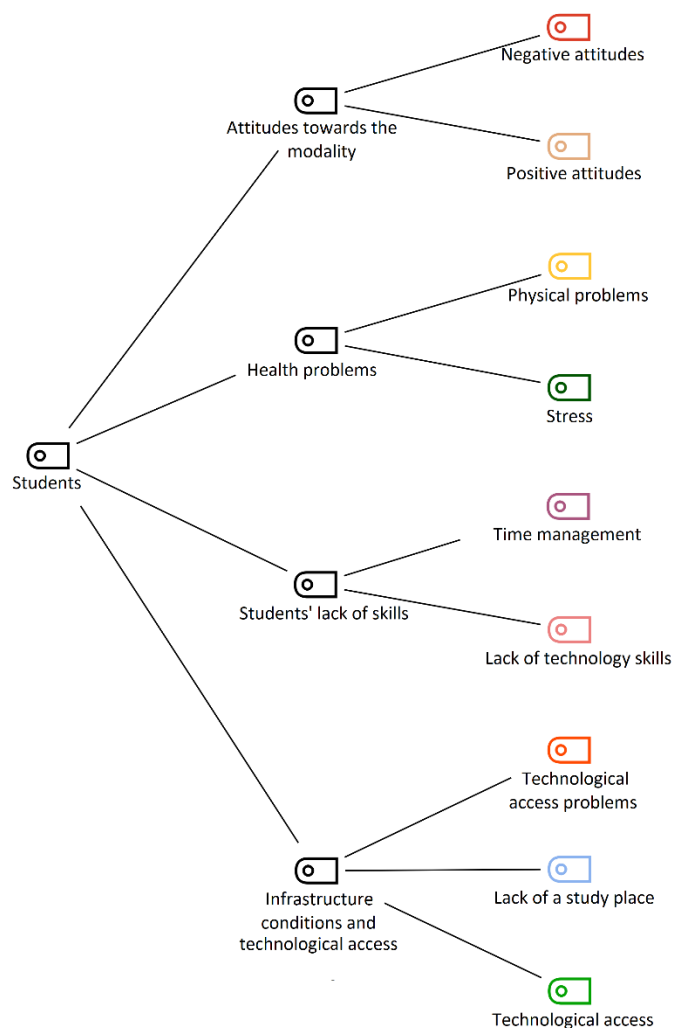 Negative attitudes
Attitudes towards the
modality
Positive attitudes
Physical problems
Health problems
Stress
Students
Time management
Students' lack of skills
Lack of technology skills
Technological
access problems
Infrastructure
conditions and
technological access
Lack of a study place
Technological access